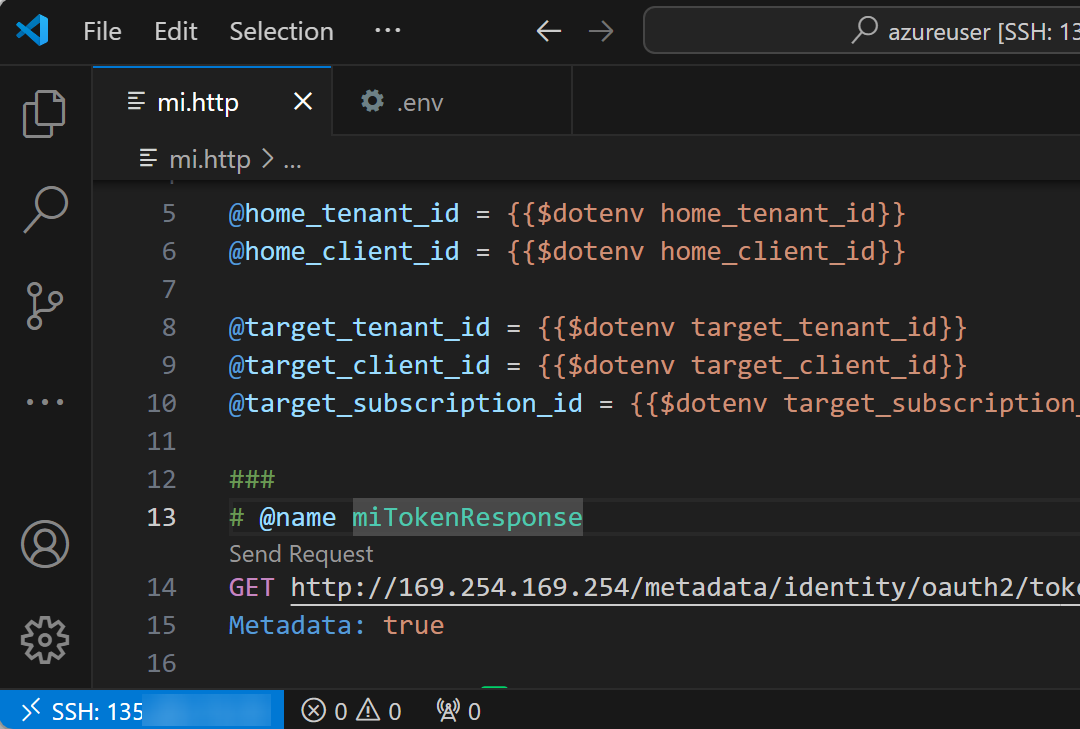 File Edit Selection ··· azureuser [SSH: 13
mi.http .env
mi.http > ...
5 @home_tenant_id = {{$dotenv home_tenant_id}}
6 @home_client_id = {{$dotenv home_client_id}}
7
8 @target_tenant_id = {{$dotenv target_tenant_id}}
9 @target_client_id = {{$dotenv target_client_id}}
10 @target_subscription_id = {{$dotenv target_subscription_
11
12 ###
13 # @name miTokenResponse
Send Request
14 GET http://169.254.169.254/metadata/identity/oauth2/toke
15 Metadata: true
16
SSH: 135 0 0 0